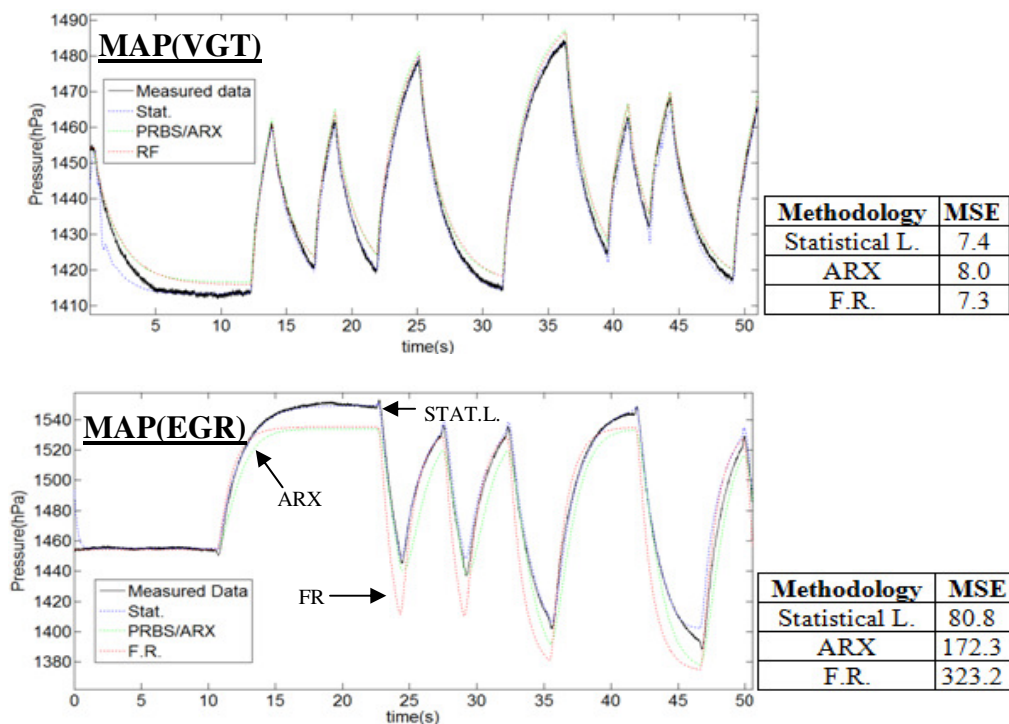 MAP(VGT)
Measured data
Stat.
PRBS/ARX
RF
Pressure(hPa)
1490
1480
1470
1460
1450
1440
1430
1420
1410
5
10
15
20
25
30
35
40
45
50
time(s)
Methodology MSE
Statistical L. 7.4
ARX 8.0
F.R. 7.3
MAP(EGR)
STAT.L.
ARX
FR
Measured Data
Stat.
PRBS/ARX
F.R.
Pressure(hPa)
1540
1520
1500
1480
1460
1440
1420
1400
1380
0
5
10
15
20
25
30
35
40
45
50
time(s)
Methodology MSE
Statistical L. 80.8
ARX 172.3
F.R. 323.2